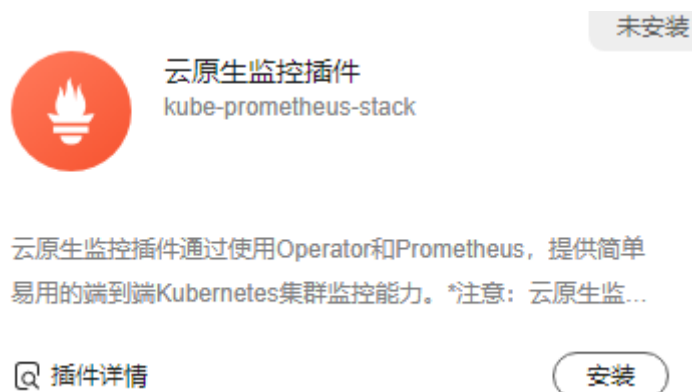 未安装
云原生监控插件
kube-prometheus-stack
云原生监控插件通过使用Operator和Prometheus，提供简单
易用的端到端Kubernetes集群监控能力。*注意：云原生监...
插件详情
安装